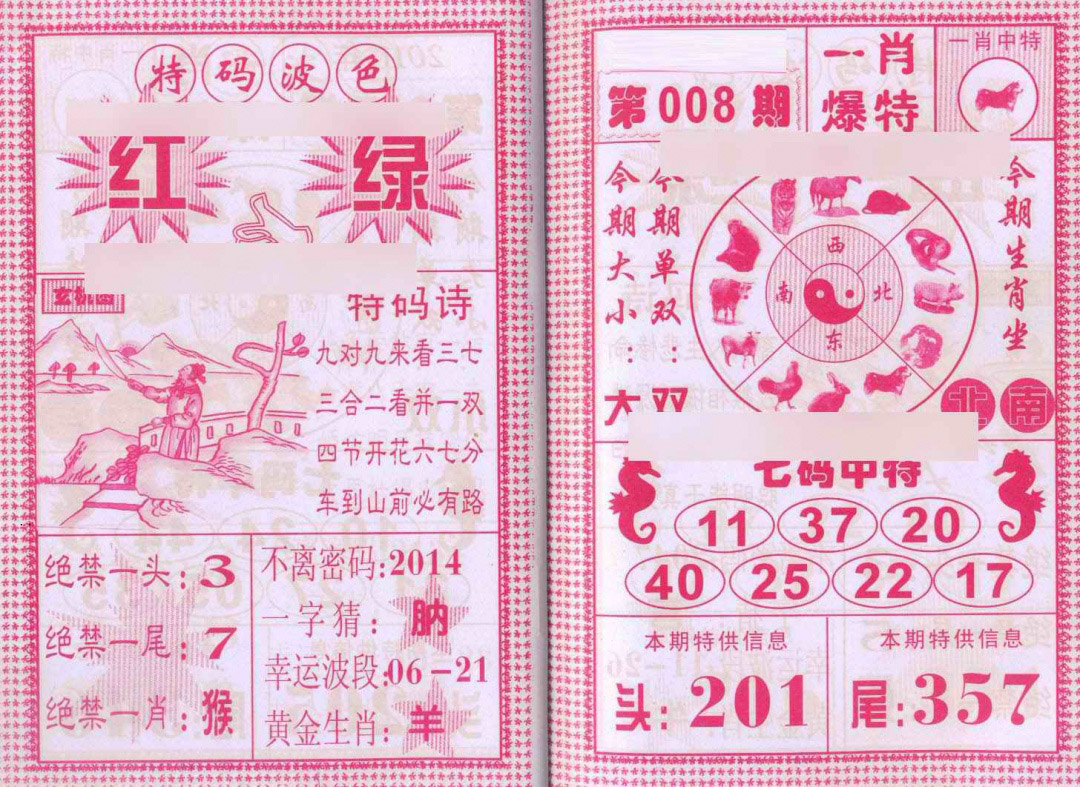 特码波色
红 绿
玄机图
特码诗
九对九来看三七
三合二看并一双
四节开花六七分
车到山前必有路
绝禁一头:3
绝禁一尾:7
绝禁一肖:猴
不离密码:2014
一字猜:肭
幸运波段:06-21
黄金生肖:羊
第008期
一肖
爆特
一肖中特
今期大小:大
今期单双:双
西
南 北
东
今期生肖坐
北南
七码中特
11 37 20
40 25 22 17
本期特供信息
头:201
本期特供信息
尾:357